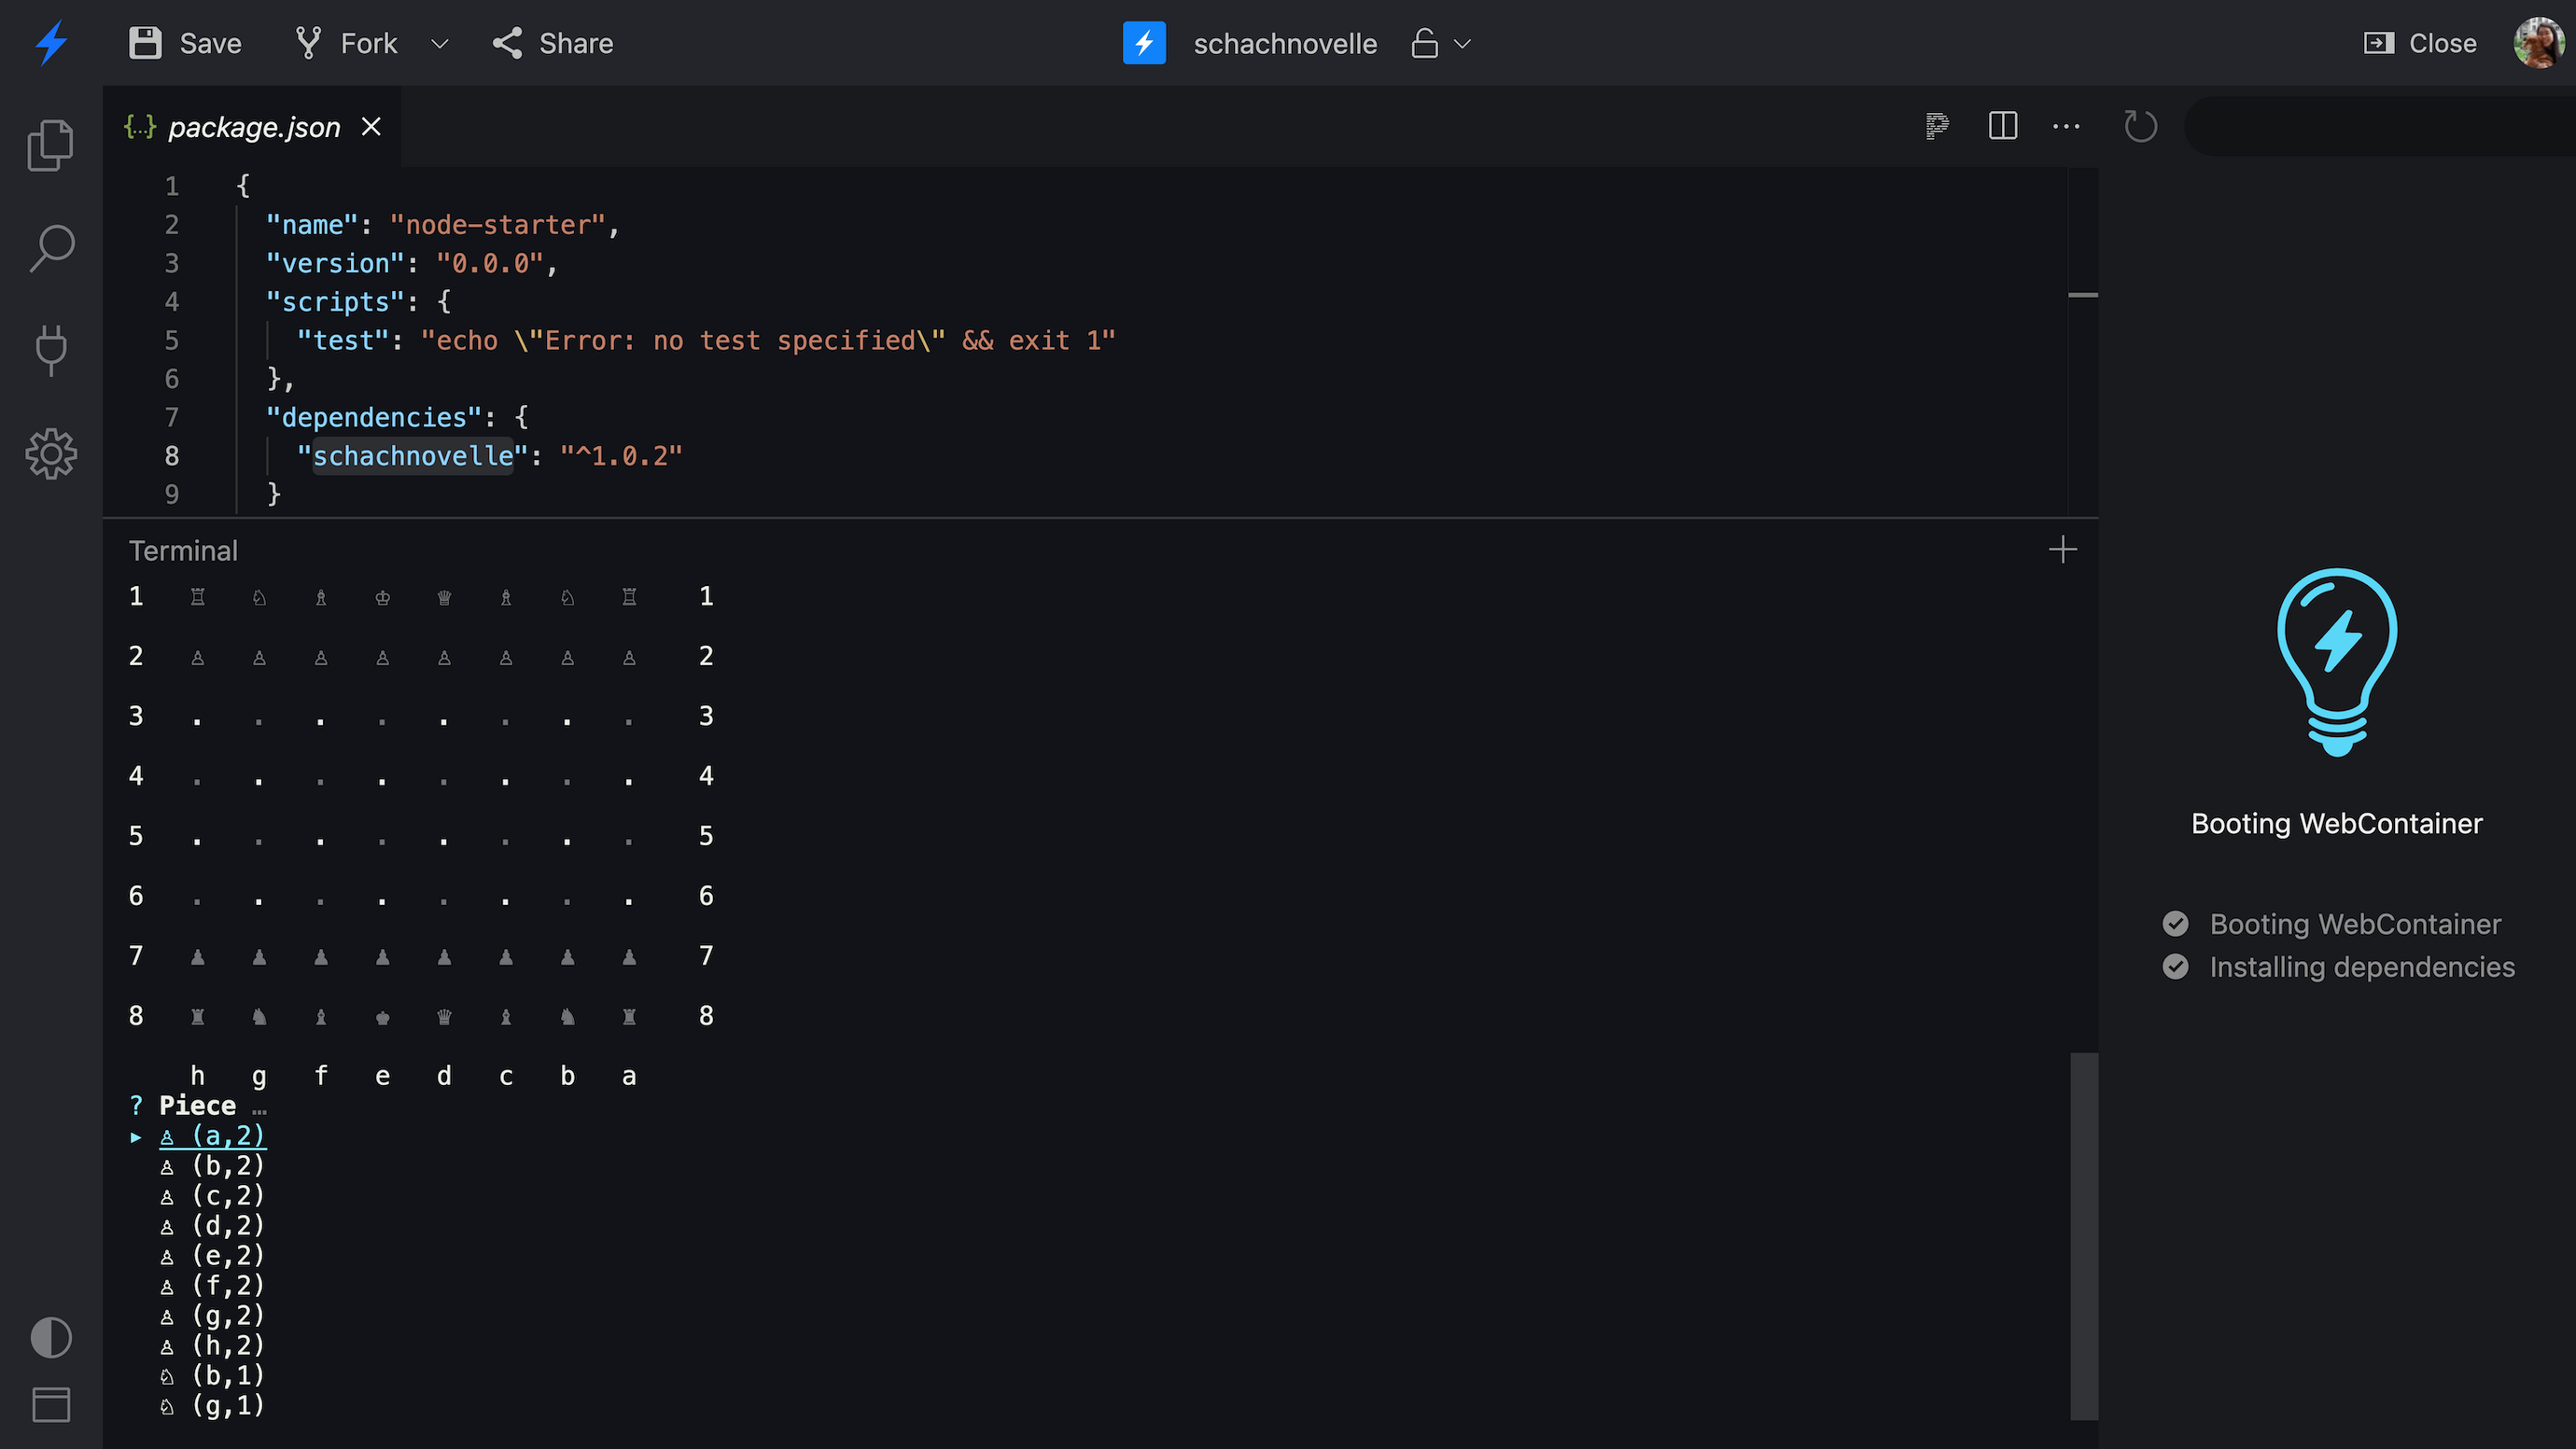 Save Fork Share schachnovelle Close
{...} package.json
1 {
2 "name": "node-starter",
3 "version": "0.0.0",
4 "scripts": {
5 "test": "echo \"Error: no test specified\" && exit 1"
6 },
7 "dependencies": {
8 "schachnovelle": "^1.0.2"
9 }
Terminal
1 ♖ ♘ ♗ ♔ ♕ ♗ ♘ ♖ 1
2 ♙ ♙ ♙ ♙ ♙ ♙ ♙ ♙ 2
3 . . . . . . . . 3
4 . . . . . . . . 4
5 . . . . . . . . 5
6 . . . . . . . . 6
7 ♟ ♟ ♟ ♟ ♟ ♟ ♟ ♟ 7
8 ♜ ♞ ♝ ♚ ♛ ♝ ♞ ♜ 8
h g f e d c b a
? Piece …
▸ ♙ (a,2)
♙ (b,2)
♙ (c,2)
♙ (d,2)
♙ (e,2)
♙ (f,2)
♙ (g,2)
♙ (h,2)
♘ (b,1)
♘ (g,1)
Booting WebContainer
Booting WebContainer
Installing dependencies